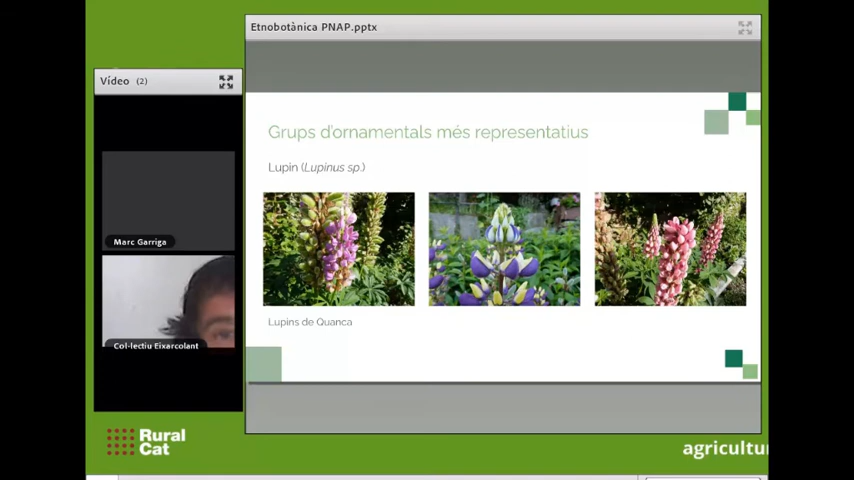 Etnobotànica PNAP.pptx
Vídeo (2)
Grups d'ornamentals més representatius
Lupin (Lupinus sp.)
Marc Garriga
Lupins de Quanca
Col·lectiu Eixarcolant
Rural
Cat
agricultu